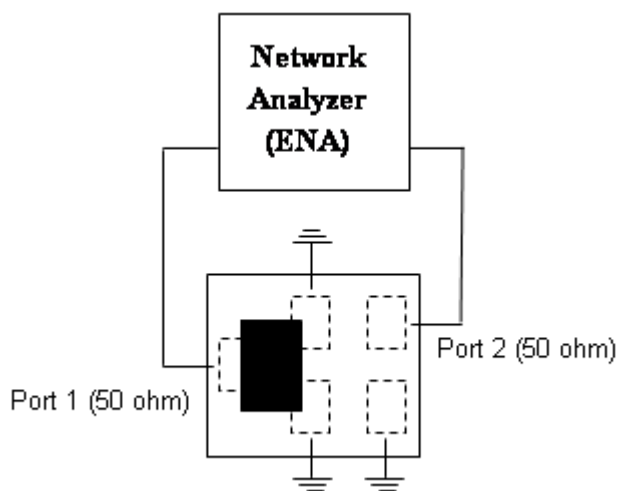 Network
Analyzer
(ENA)
Port 2 (50 ohm)
Port 1 (50 ohm)